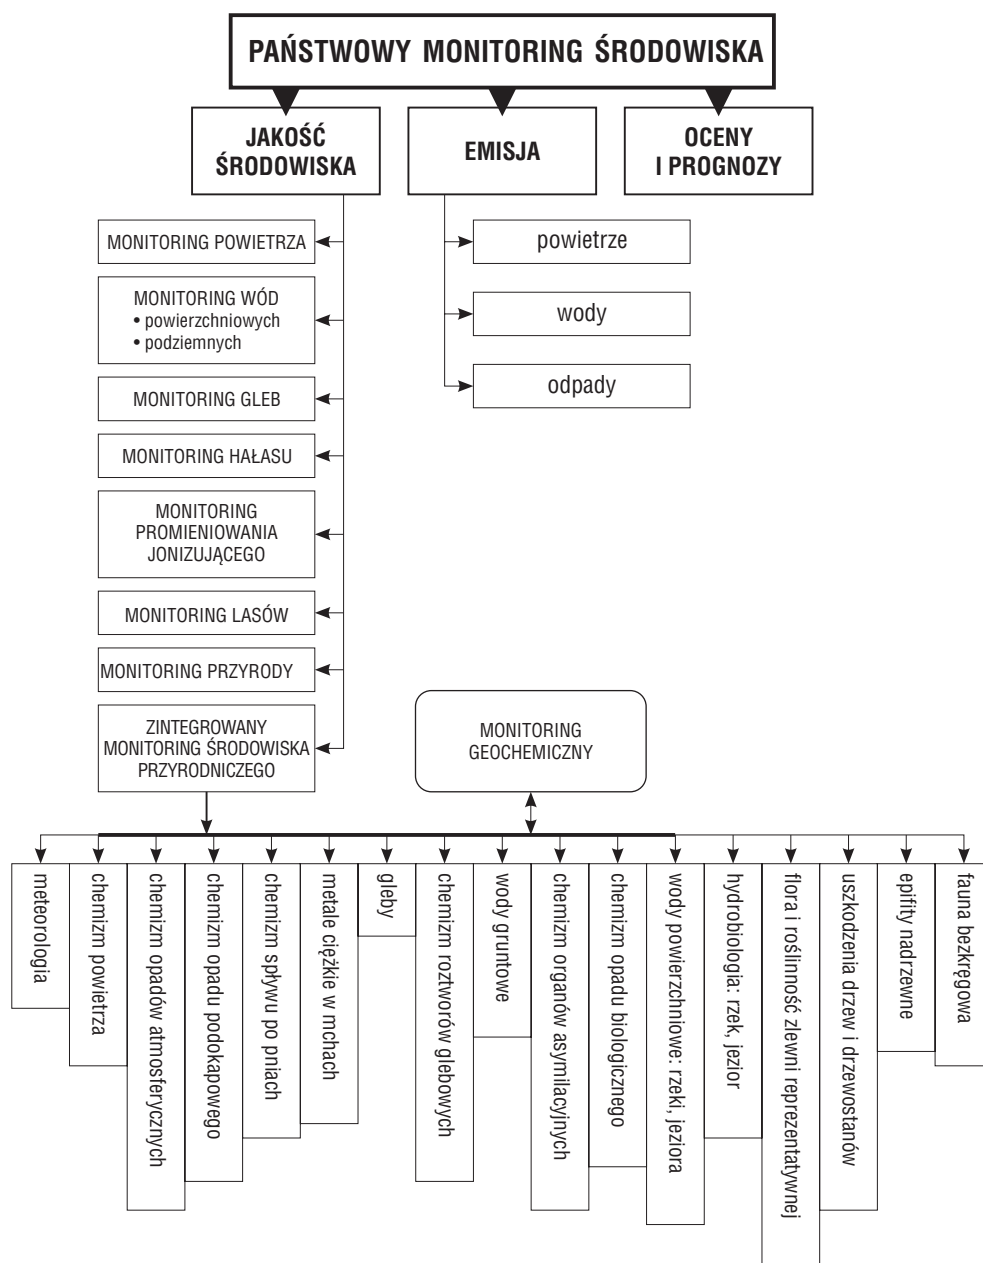 PAŃSTWOWY MONITORING ŚRODOWISKA
JAKOŚĆ
ŚRODOWISKA
EMISJA
OCENY
I PROGNOZY
MONITORING POWIETRZA
MONITORING WÓD
• powierzchniowych
• podziemnych
MONITORING GLEB
MONITORING HAŁASU
MONITORING
PROMIENIOWANIA
JONIZUJĄCEGO
MONITORING LASÓW
MONITORING PRZYRODY
ZINTEGROWANY
MONITORING ŚRODOWISKA
PRZYRODNICZEGO
powietrze
wody
odpady
MONITORING
GEOCHEMICZNY
meteorologia
chemizm powietrza
chemizm opadów atmosferycznych
chemizm opadu podokapowego
chemizm spływu po pniach
metale ciężkie w mchach
gleby
chemizm roztworów glebowych
wody gruntowe
chemizm organów asymilacyjnych
chemizm opadu biologicznego
wody powierzchniowe: rzeki, jeziora
hydrobiologia: rzek, jezior
flora i roślinność zlewni reprezentatywnej
uszkodzenia drzew i drzewostanów
epifity nadrzewne
fauna bezkręgowa